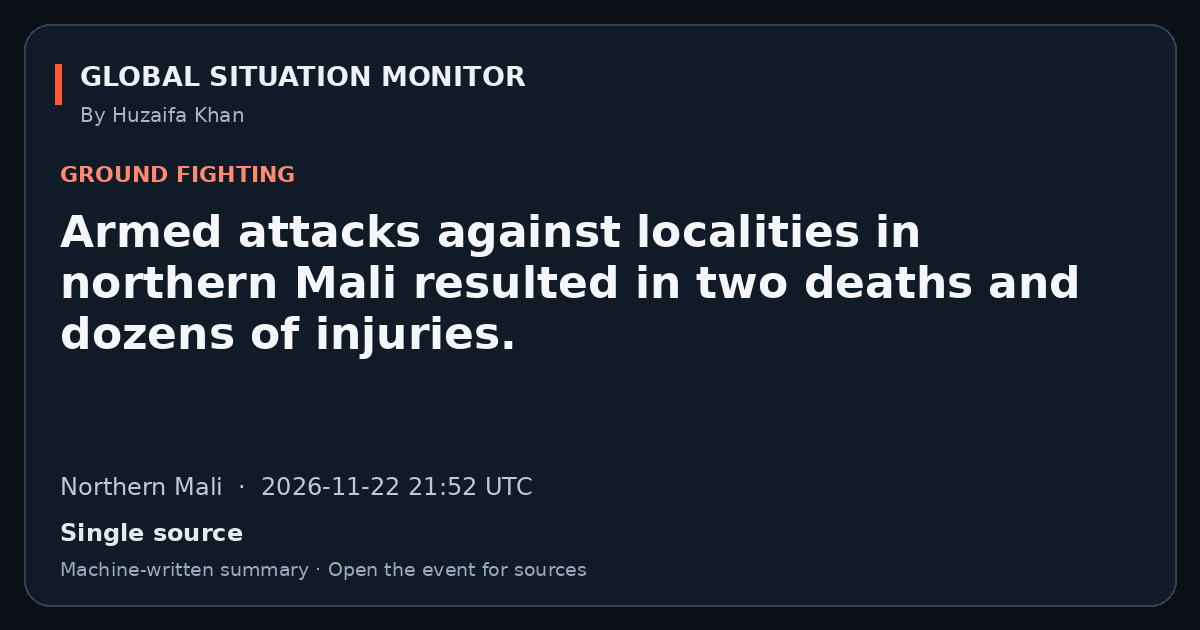 GLOBAL SITUATION MONITOR
By Huzaifa Khan
GROUND FIGHTING
Armed attacks against localities in
northern Mali resulted in two deaths and
dozens of injuries.
Northern Mali · 2026-11-22 21:52 UTC
Single source
Machine-written summary · Open the event for sources